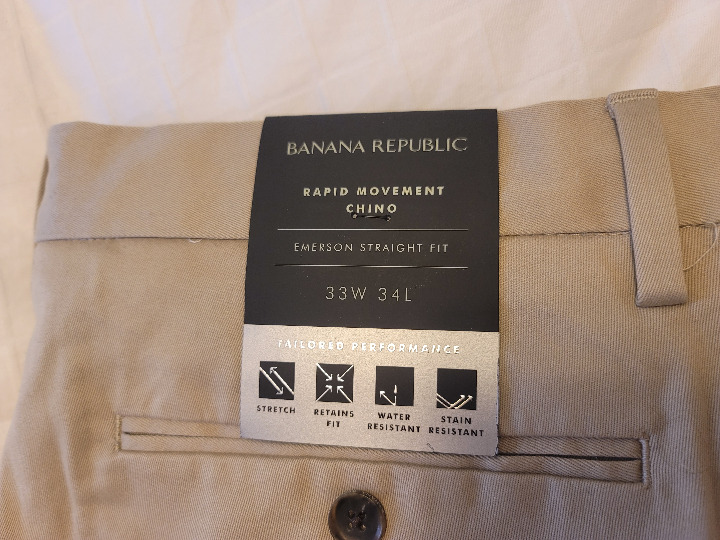 BANANA REPUBLIC
RAPID MOVEMENT
CHINO
EMERSON STRAIGHT FIT
33W 34L
TAILORED PERFORMANCE
STRETCH
RETAINS
FIT
WATER
RESISTANT
STAIN
RESISTANT